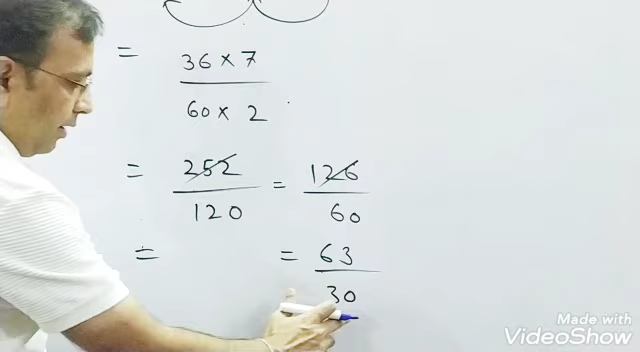 = 36 × 7 / 60 × 2
= 252 / 120 = 126 / 60
= = 63 / 30
Made with
VideoShow